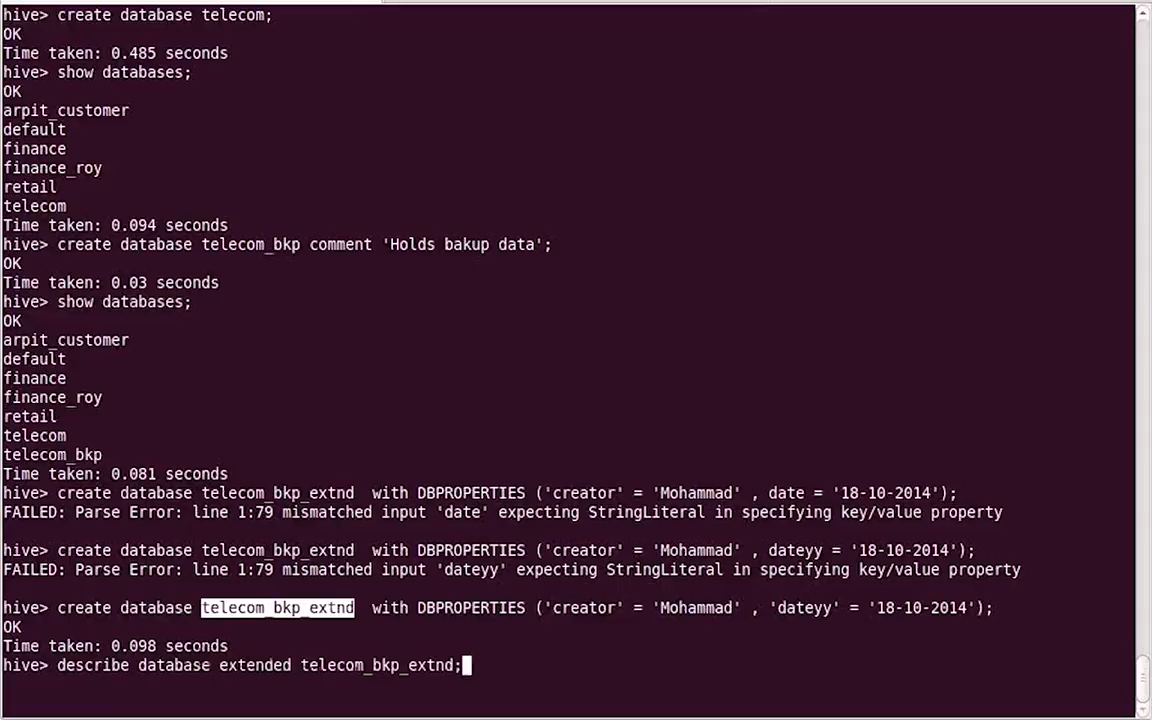 hive> create database telecom;
OK
Time taken: 0.485 seconds
hive> show databases;
OK
arpit_customer
default
finance
finance_roy
retail
telecom
Time taken: 0.094 seconds
hive> create database telecom_bkp comment 'Holds bakup data';
OK
Time taken: 0.03 seconds
hive> show databases;
OK
arpit_customer
default
finance
finance_roy
retail
telecom
telecom_bkp
Time taken: 0.081 seconds
hive> create database telecom_bkp_extnd  with DBPROPERTIES ('creator' = 'Mohammad' , date = '18-10-2014');
FAILED: Parse Error: line 1:79 mismatched input 'date' expecting StringLiteral in specifying key/value property
hive> create database telecom_bkp_extnd  with DBPROPERTIES ('creator' = 'Mohammad' , dateyy = '18-10-2014');
FAILED: Parse Error: line 1:79 mismatched input 'dateyy' expecting StringLiteral in specifying key/value property
hive> create database telecom_bkp_extnd  with DBPROPERTIES ('creator' = 'Mohammad' , 'dateyy' = '18-10-2014');
OK
Time taken: 0.098 seconds
hive> describe database extended telecom_bkp_extnd;